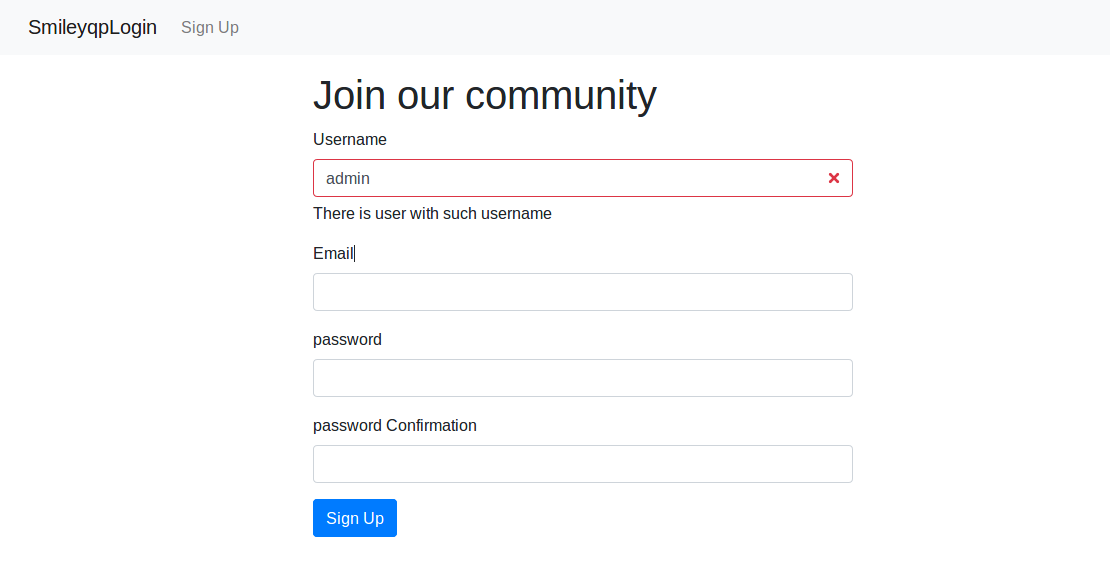 SmileyqpLogin Sign Up
Join our community
Username
admin
There is user with such username
Email
password
password Confirmation
Sign Up